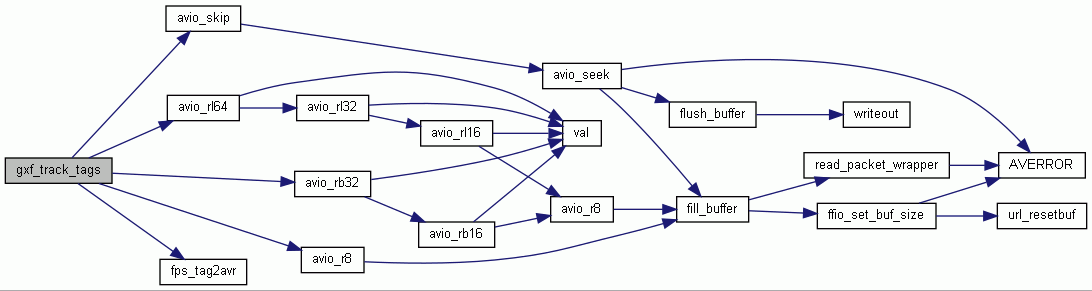 avio_skip
avio_seek
avio_rl64
avio_rl32
flush_buffer
writeout
avio_rl16
val
gxf_track_tags
read_packet_wrapper
AVERROR
avio_rb32
avio_r8
fill_buffer
ffio_set_buf_size
url_resetbuf
avio_rb16
avio_r8
fps_tag2avr